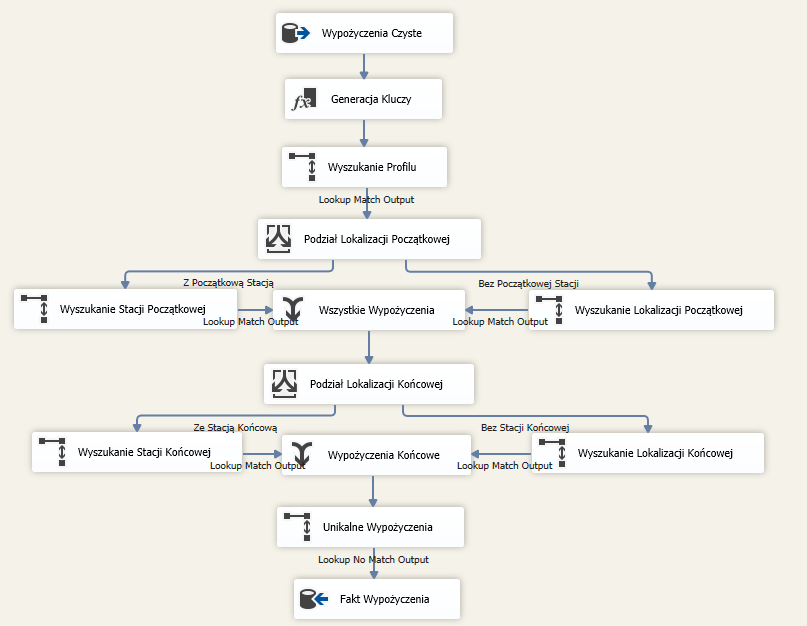 Wypożyczenia Czyste
fx
Generacja Kluczy
Wyszukanie Profilu
Lookup Match Output
Podział Lokalizacji Początkowej
Z Początkową Stacją
Bez Początkowej Stacji
Wyszukanie Stacji Początkowej
Wszystkie Wypożyczenia
Wyszukanie Lokalizacji Początkowej
Lookup Match Output
Lookup Match Output
Podział Lokalizacji Końcowej
Ze Stacją Końcową
Bez Stacji Końcowej
Wyszukanie Stacji Końcowej
Wypożyczenia Końcowe
Wyszukanie Lokalizacji Końcowej
Lookup Match Output
Lookup Match Output
Unikalne Wypożyczenia
Lookup No Match Output
Fakt Wypożyczenia